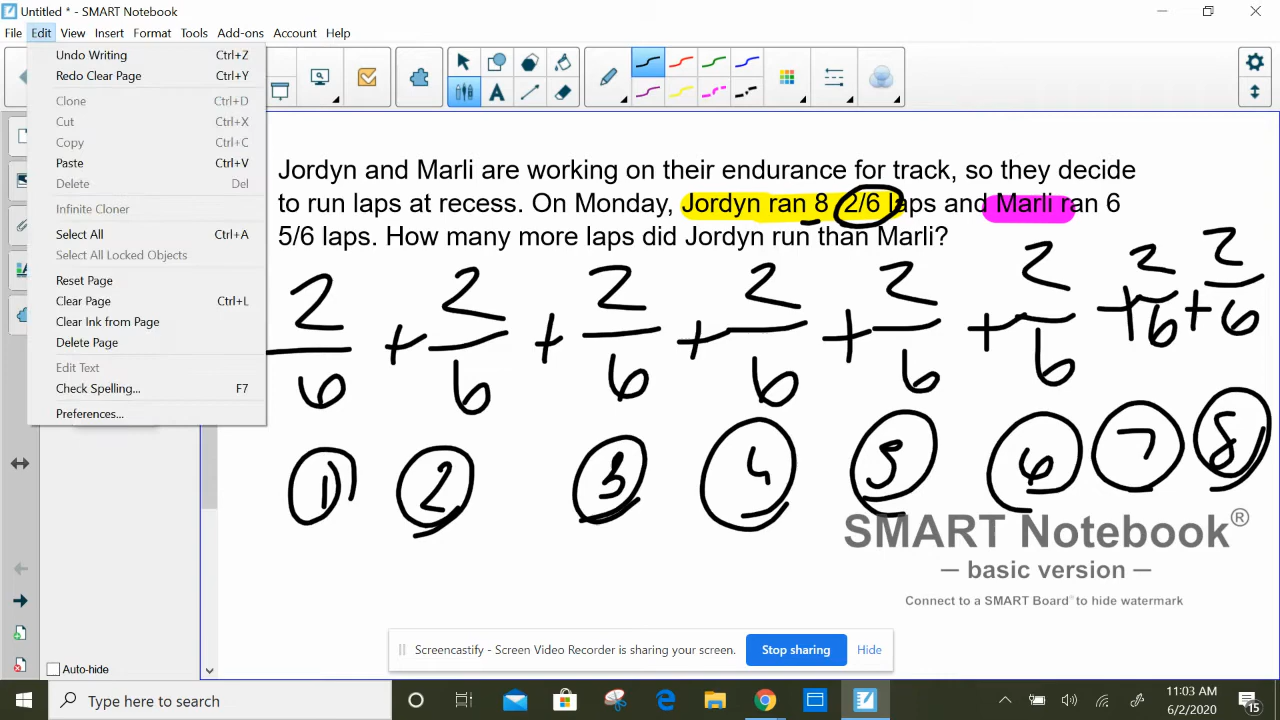 Untitled * - SMART Notebook
File Edit View Insert Format Tools Add-ons Account Help
Undo Writing Ctrl+Z
Redo Clear Page Ctrl+Y
Clone Ctrl+D
Cut Ctrl+X
Copy Ctrl+C
Paste Ctrl+V
Delete Del
Infinite Cloner
Select All Ctrl+A
Select All Locked Objects
Reset Page
Clear Page Ctrl+L
Clear Ink from Page
Delete Page
Edit Text
Check Spelling... F7
Preferences...
A
Jordyn and Marli are working on their endurance for track, so they decide
to run laps at recess. On Monday, Jordyn ran 8 2/6 laps and Marli ran 6
5/6 laps. How many more laps did Jordyn run than Marli?
2/6 + 2/6 + 2/6 + 2/6 + 2/6 + 2/6 + 2/6 + 2/6
1 2 3 4 5 6 7 8
SMART Notebook®
— basic version —
Connect to a SMART Board® to hide watermark
Auto-hide
Screencastify - Screen Video Recorder is sharing your screen. Stop sharing Hide
Type here to search
11:03 AM
6/2/2020
15